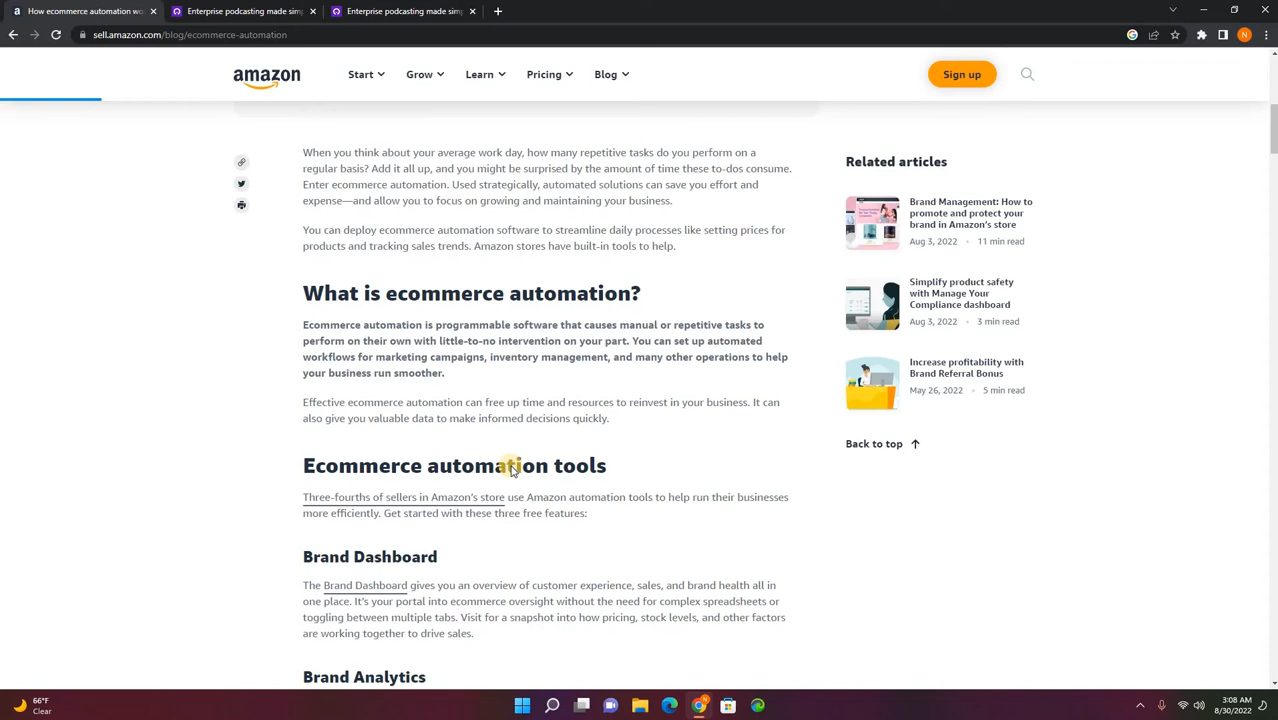 How ecommerce automation works
Enterprise podcasting made simp
Enterprise podcasting made simp
sell.amazon.com/blog/ecommerce-automation
N
amazon
Start
Grow
Learn
Pricing
Blog
Sign up
When you think about your average work day, how many repetitive tasks do you perform on a
regular basis? Add it all up, and you might be surprised by the amount of time these to-dos consume.
Enter ecommerce automation. Used strategically, automated solutions can save you effort and
expense—and allow you to focus on growing and maintaining your business.
You can deploy ecommerce automation software to streamline daily processes like setting prices for
products and tracking sales trends. Amazon stores have built-in tools to help.
What is ecommerce automation?
Ecommerce automation is programmable software that causes manual or repetitive tasks to
perform on their own with little-to-no intervention on your part. You can set up automated
workflows for marketing campaigns, inventory management, and many other operations to help
your business run smoother.
Effective ecommerce automation can free up time and resources to reinvest in your business. It can
also give you valuable data to make informed decisions quickly.
Ecommerce automation tools
Three-fourths of sellers in Amazon's store use Amazon automation tools to help run their businesses
more efficiently. Get started with these three free features:
Brand Dashboard
The Brand Dashboard gives you an overview of customer experience, sales, and brand health all in
one place. It's your portal into ecommerce oversight without the need for complex spreadsheets or
toggling between multiple tabs. Visit for a snapshot into how pricing, stock levels, and other factors
are working together to drive sales.
Brand Analytics
Related articles
Brand Management: How to
promote and protect your
brand in Amazon's store
Aug 3, 2022 • 11 min read
Simplify product safety
with Manage Your
Compliance dashboard
Aug 3, 2022 • 3 min read
Increase profitability with
Brand Referral Bonus
May 26, 2022 • 5 min read
Back to top
66°F
Clear
3:08 AM
8/30/2022